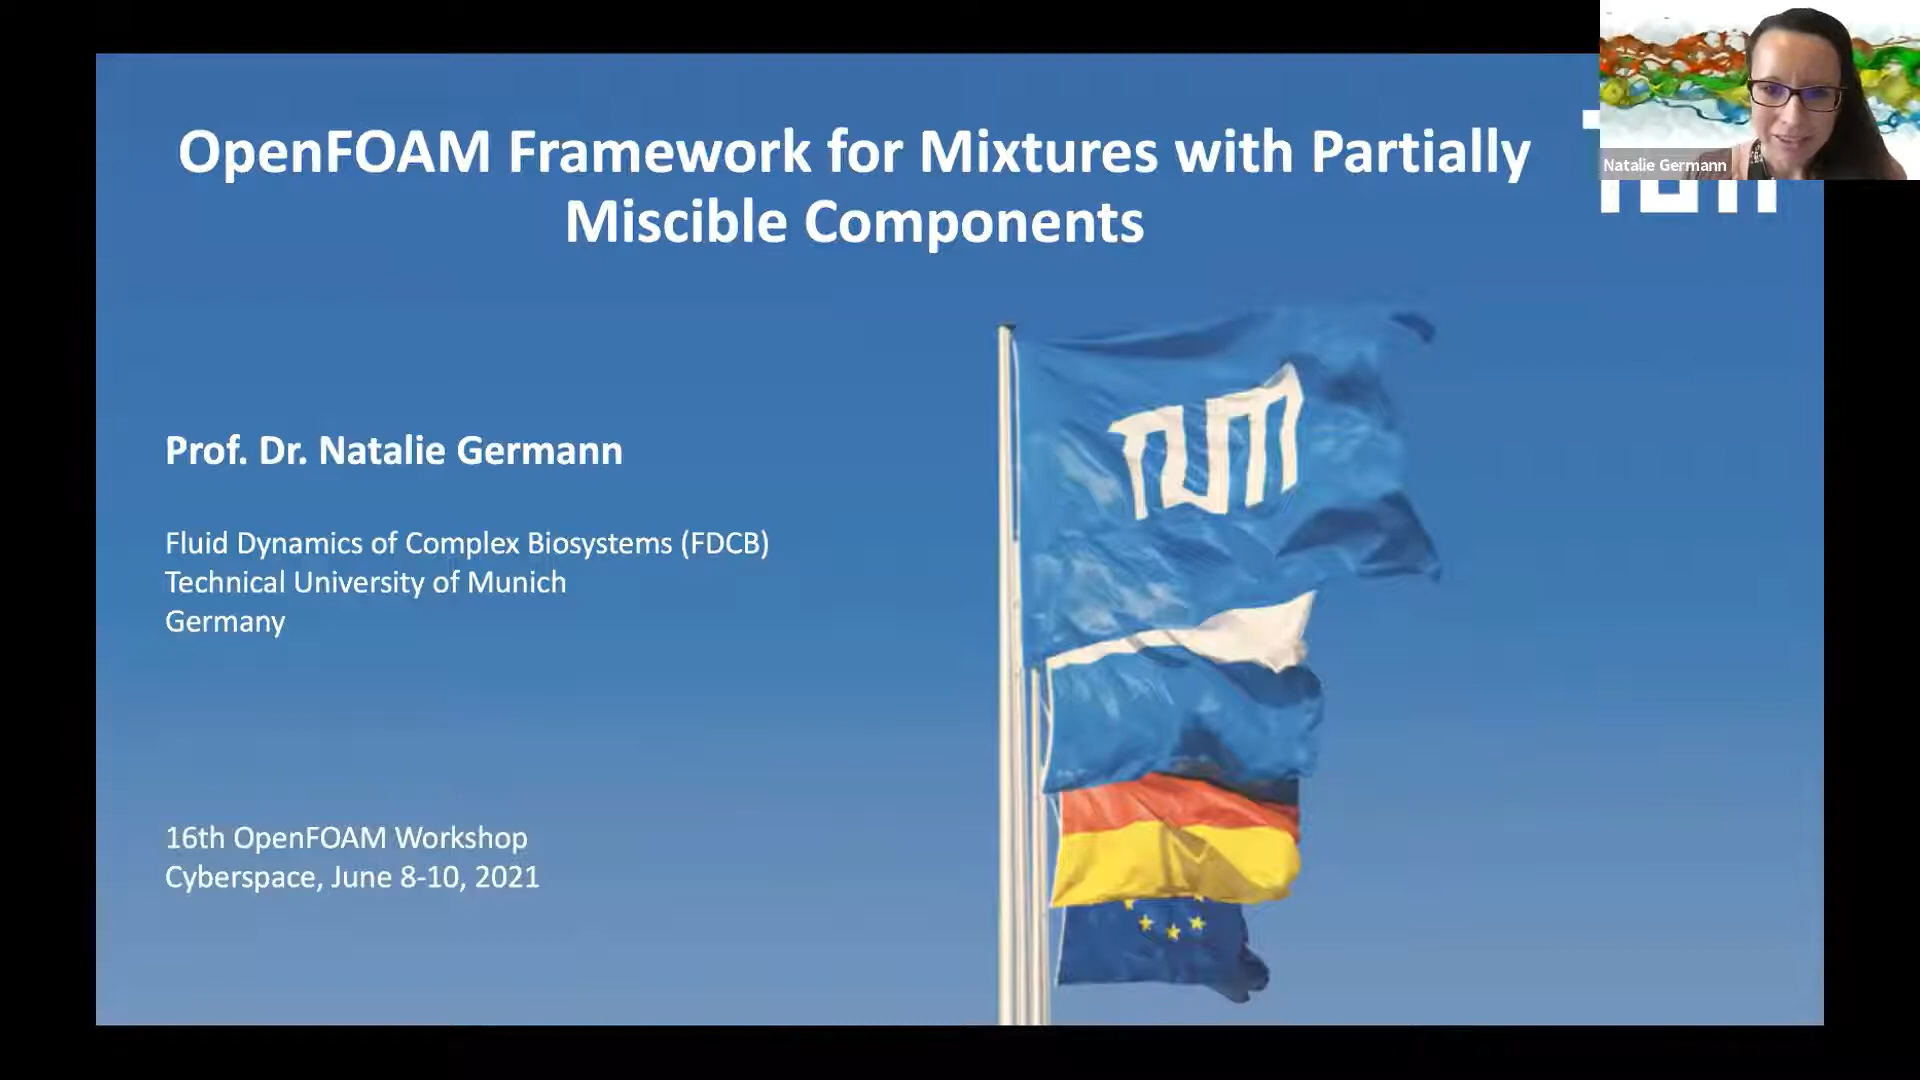 OpenFOAM Framework for Mixtures with Partially
Miscible Components
Natalie Germann
TUM
Prof. Dr. Natalie Germann
Fluid Dynamics of Complex Biosystems (FDCB)
Technical University of Munich
Germany
16th OpenFOAM Workshop
Cyberspace, June 8-10, 2021